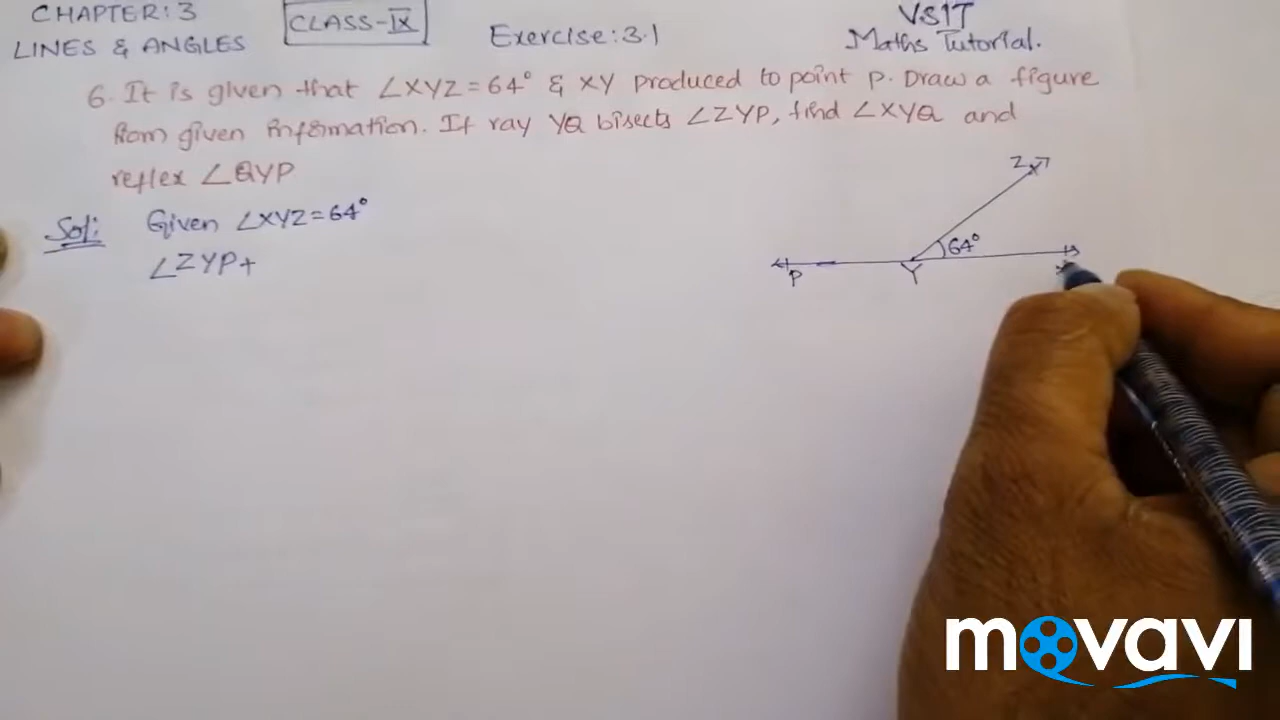 CHAPTER: 3
LINES & ANGLES
CLASS-IX
Exercise: 3.1
VSIT
Maths Tutorial.
6. It is given that ∠XYZ = 64° & XY produced to point P. Draw a figure
from given information. If ray YQ bisects ∠ZYP, find ∠XYQ and
reflex ∠QYP
Sol: Given ∠XYZ = 64°
∠ZYP +
Z
64°
P
Y
movavi